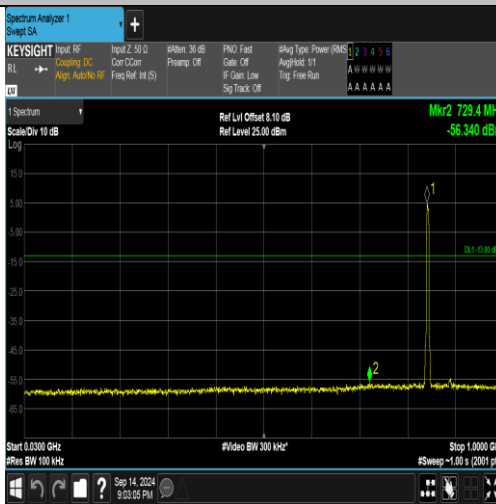 Spectrum Analyzer 1
Swept SA
+
KEYSIGHT Input: RF Input Z: 50 Ω #Atten: 36 dB PNO: Fast #Avg Type: Power (RMS 1 2 3 4 5 6
RL Coupling: DC Corr CCorr Preamp: Off Gate: Off Avg|Hold: 1/1 A W W W W W
Align: Auto/No RF Freq Ref: Int (S) IF Gain: Low Trig: Free Run
Sig Track: Off A A A A A A
1 Spectrum Ref Lvl Offset 8.10 dB Mkr2 729.4 MH
Scale/Div 10 dB Ref Level 25.00 dBm -56.340 dB
Log
15.0
5.00 1
-5.00
DL1 -13.00 dB
-15.0
-25.0
-35.0
-45.0
2
-55.0
-65.0
Start 0.0300 GHz #Video BW 300 kHz* Stop 1.0000 G
#Res BW 100 kHz #Sweep ~1.00 s (2001 pt
? Sep 14, 2024
9:03:05 PM